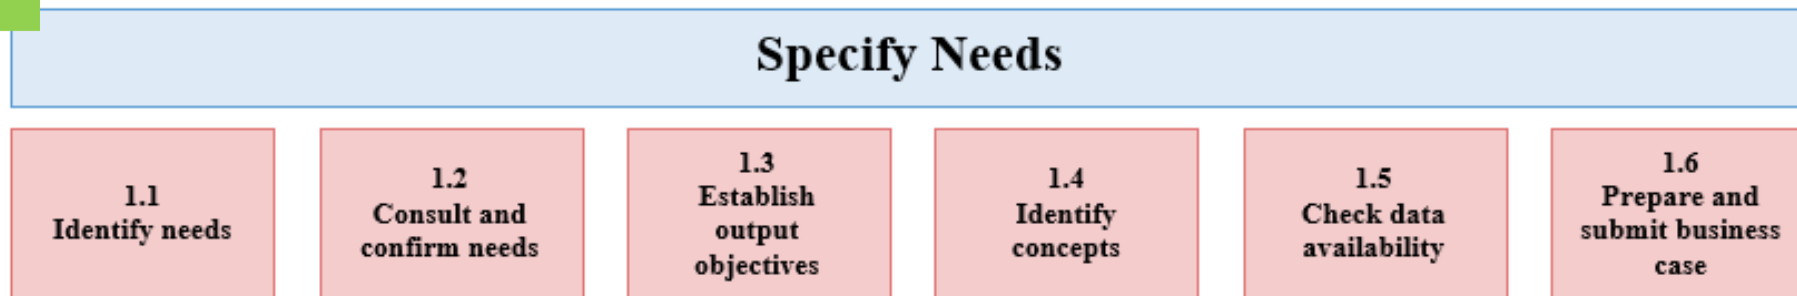 Specify Needs
1.1
Identify needs
1.2
Consult and
confirm needs
1.3
Establish
output
objectives
1.4
Identify
concepts
1.5
Check data
availability
1.6
Prepare and
submit business
case